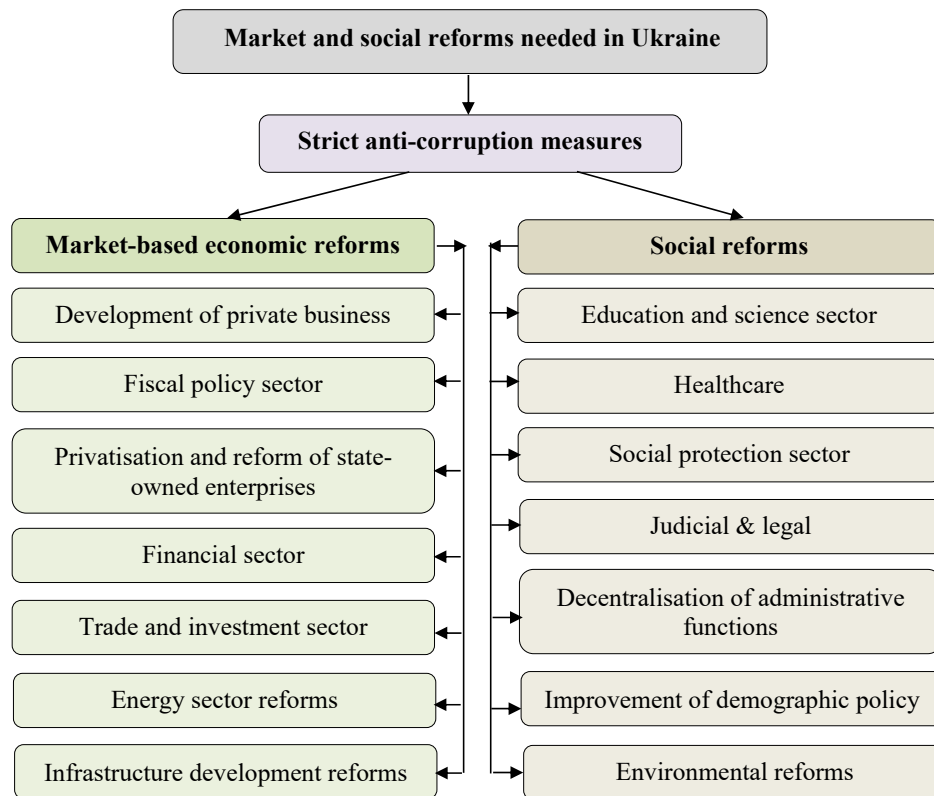 Market and social reforms needed in Ukraine
Strict anti-corruption measures
Market-based economic reforms
Development of private business
Fiscal policy sector
Privatisation and reform of state-
owned enterprises
Financial sector
Trade and investment sector
Energy sector reforms
Infrastructure development reforms
Social reforms
Education and science sector
Healthcare
Social protection sector
Judicial & legal
Decentralisation of administrative
functions
Improvement of demographic policy
Environmental reforms